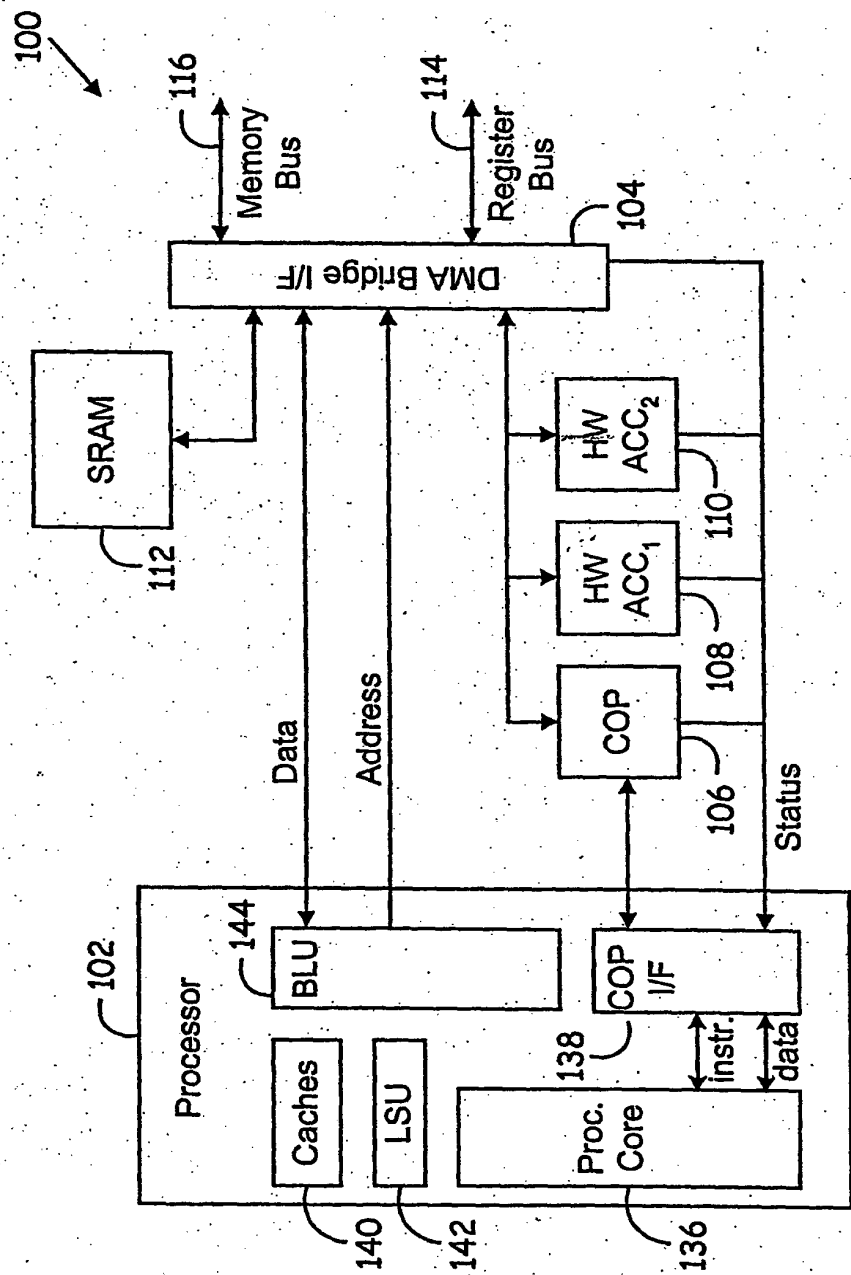 100
116
Memory
Bus
114
Register
Bus
104
DMA Bridge I/F
SRAM
112
Data
Address
HW
ACC2
110
HW
ACC1
108
COP
106
Status
102
Processor
144
BLU
COP
I/F
138
instr.
data
Caches
140
LSU
142
Proc.
Core
136